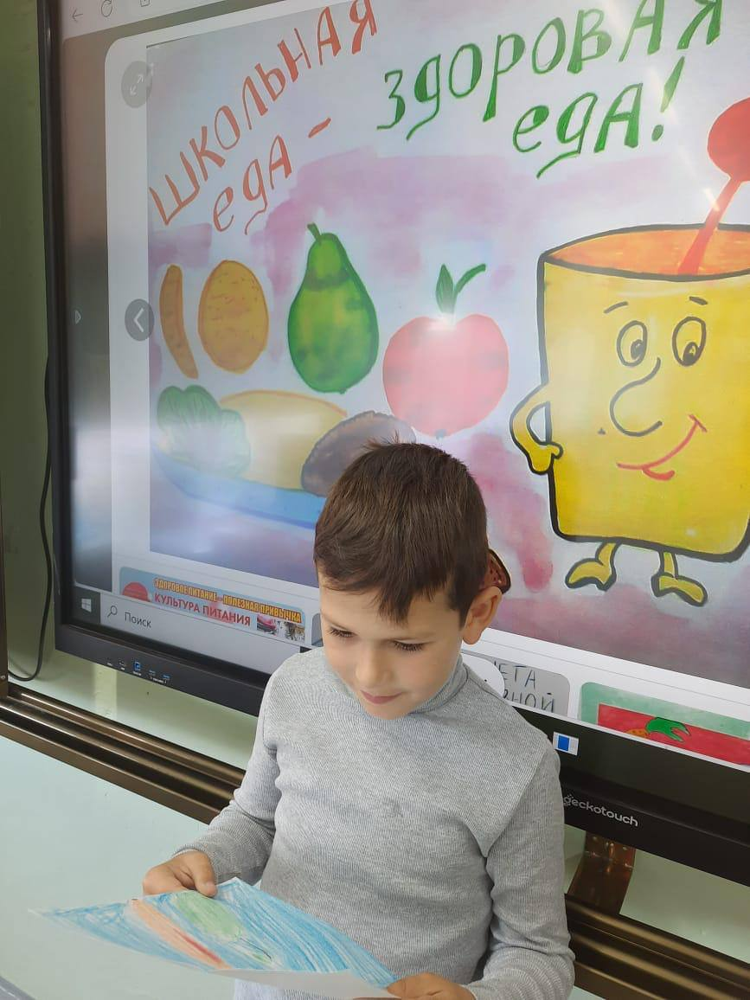 ШКОЛЬНАЯ
еДА -
ЗДОРОВАЯ
еДА!
ЗДОРОВОЕ ПИТАНИЕ – ПОЛЕЗНАЯ ПРИВЫЧКА
КУЛЬТУРА ПИТАНИЯ
Поиск
geckotouch